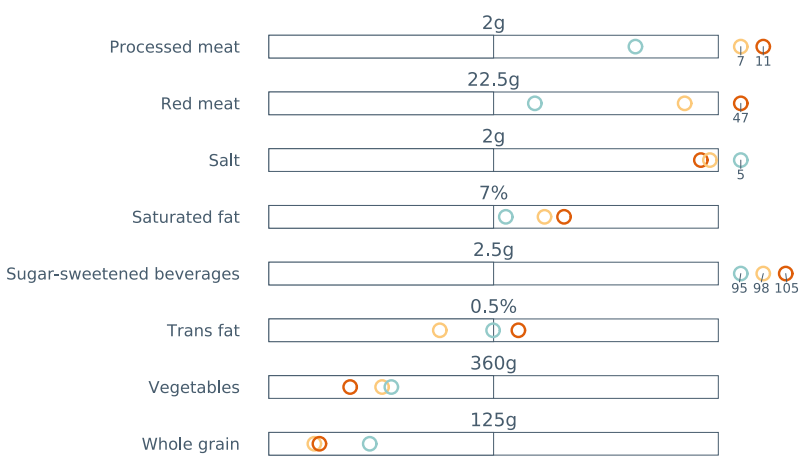 2g
Processed meat
7 11
22.5g
Red meat
47
2g
Salt
5
7%
Saturated fat
2.5g
Sugar-sweetened beverages
95 98 105
0.5%
Trans fat
360g
Vegetables
125g
Whole grain